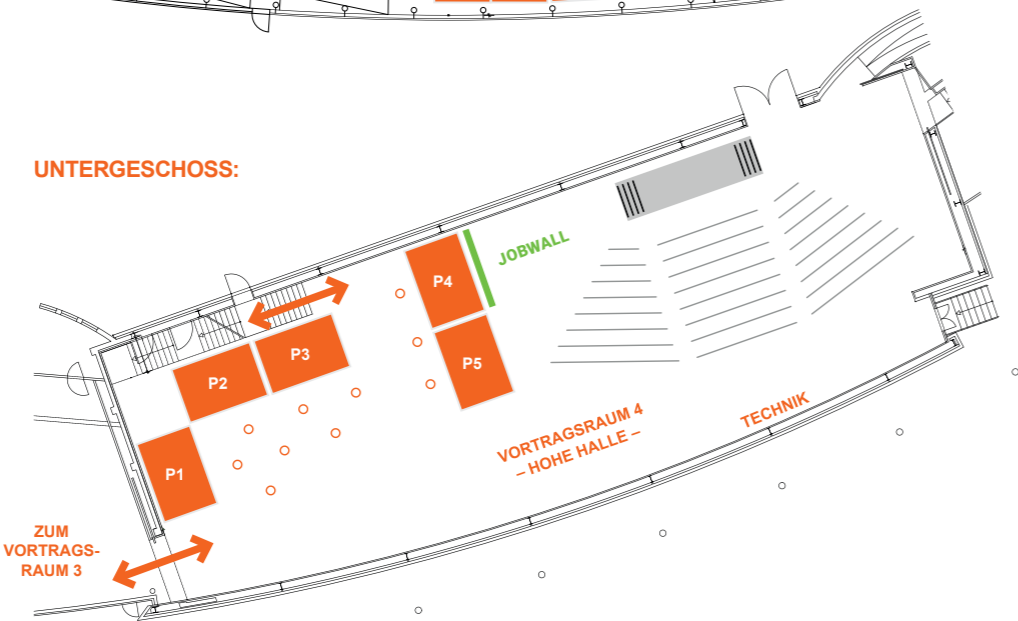 UNTERGESCHOSS:
JOBWALL
P4
P3
P5
P2
P1
VORTRAGSRAUM 4
– HOHE HALLE –
TECHNIK
ZUM
VORTRAGS-
RAUM 3